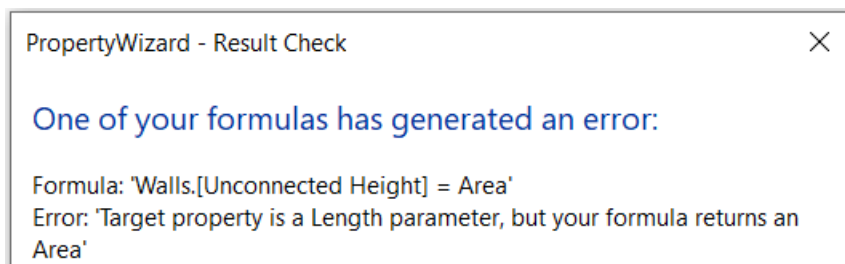 PropertyWizard - Result Check
One of your formulas has generated an error:
Formula: 'Walls.[Unconnected Height] = Area'
Error: 'Target property is a Length parameter, but your formula returns an
Area'